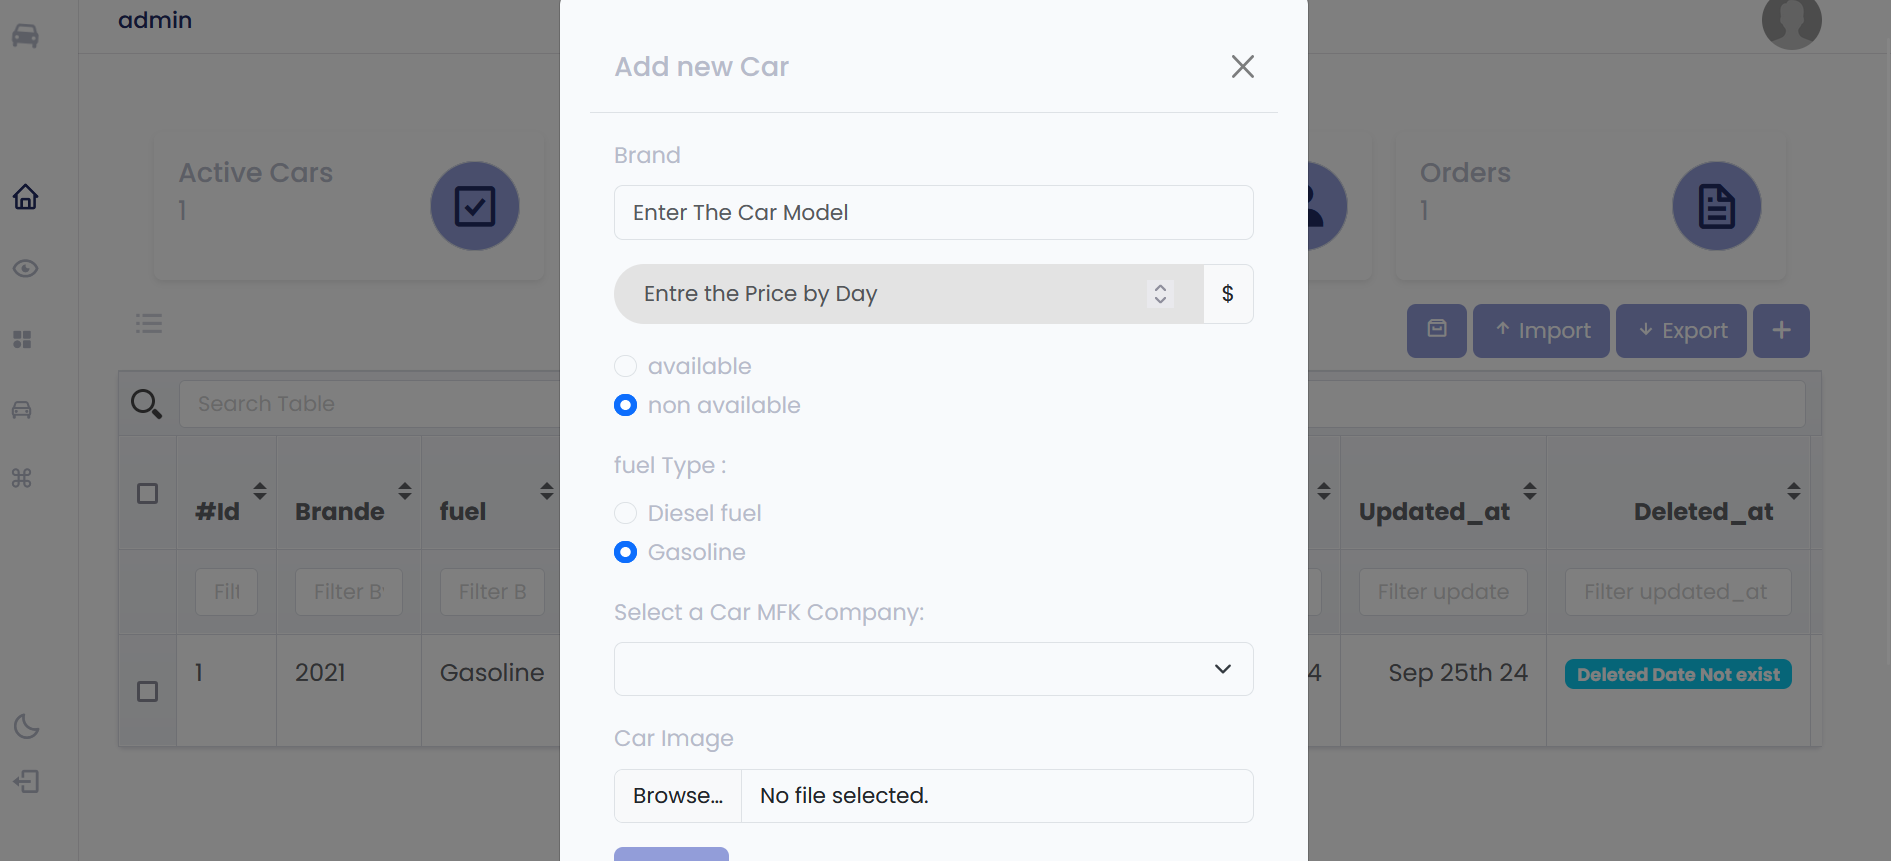 admin
Add new Car
Active Cars
1
Orders
1
Brand
Enter The Car Model
Entre the Price by Day
$
available
non available
Import
Export
Search Table
fuel Type :
Diesel fuel
Gasoline
#Id
Brande
fuel
Updated_at
Deleted_at
Filter B
Filter update
Filter updated_at
Select a Car MFK Company:
1
2021
Gasoline
4
Sep 25th 24
Deleted Date Not exist
Car Image
Browse...
No file selected.